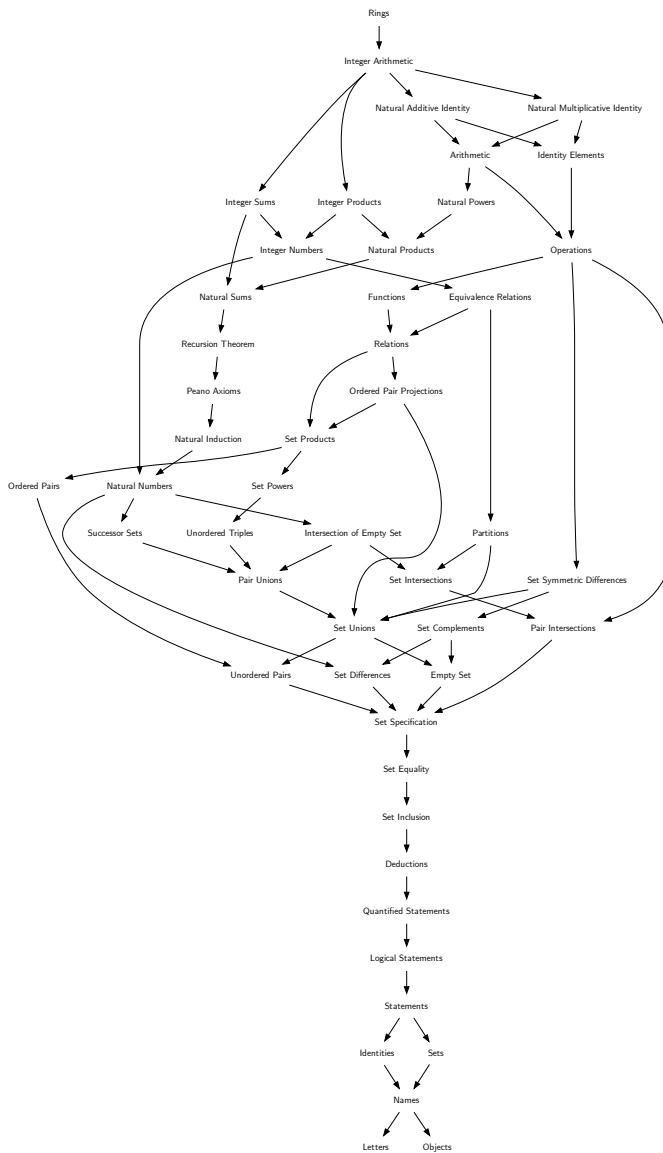 Rings
Integer Arithmetic
Natural Additive Identity
Natural Multiplicative Identity
Arithmetic
Identity Elements
Integer Sums
Integer Products
Natural Powers
Integer Numbers
Natural Products
Operations
Natural Sums
Functions
Equivalence Relations
Recursion Theorem
Relations
Peano Axioms
Ordered Pair Projections
Natural Induction
Set Products
Ordered Pairs
Natural Numbers
Set Powers
Successor Sets
Unordered Triples
Intersection of Empty Set
Partitions
Pair Unions
Set Intersections
Set Symmetric Differences
Set Unions
Set Complements
Pair Intersections
Unordered Pairs
Set Differences
Empty Set
Set Specification
Set Equality
Set Inclusion
Deductions
Quantified Statements
Logical Statements
Statements
Identities
Sets
Names
Letters
Objects